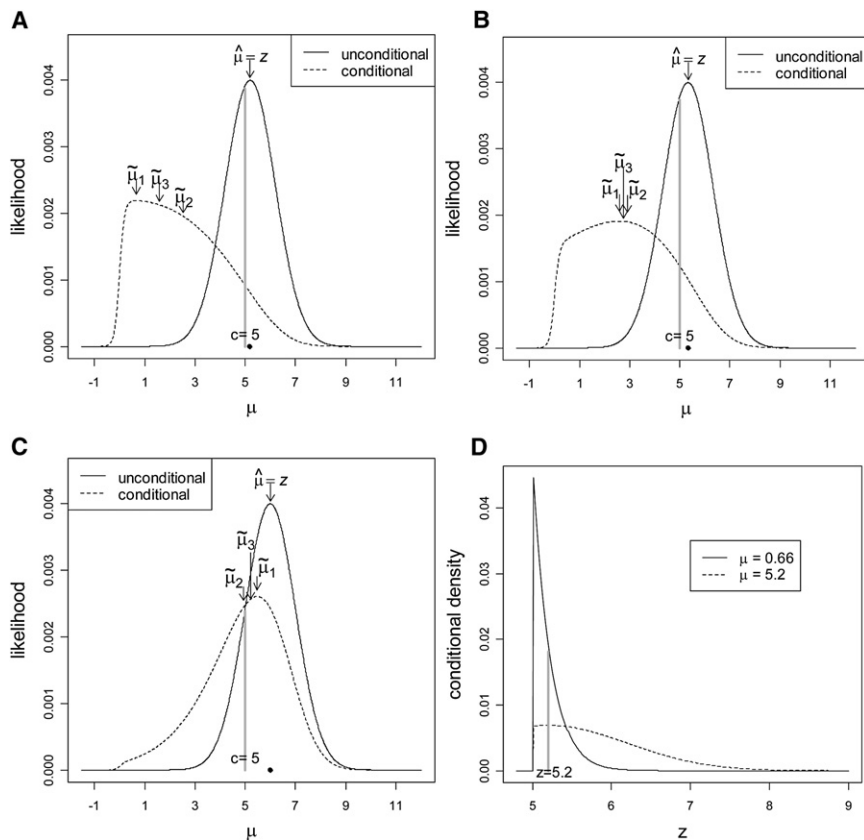 A
unconditional
conditional
μ̂ = z
μ̃1
μ̃3
μ̃2
c= 5
likelihood
0.004
0.003
0.002
0.001
0.000
-1 1 3 5 7 9 11
μ
B
unconditional
conditional
μ̂ = z
μ̃3
μ̃1 μ̃2
c= 5
likelihood
0.004
0.003
0.002
0.001
0.000
-1 1 3 5 7 9 11
μ
C
unconditional
conditional
μ̂ = z
μ̃3
μ̃2 μ̃1
c= 5
likelihood
0.004
0.003
0.002
0.001
0.000
-1 1 3 5 7 9 11
μ
D
μ = 0.66
μ = 5.2
z=5.2
conditional density
0.04
0.03
0.02
0.01
0.00
5 6 7 8 9
z